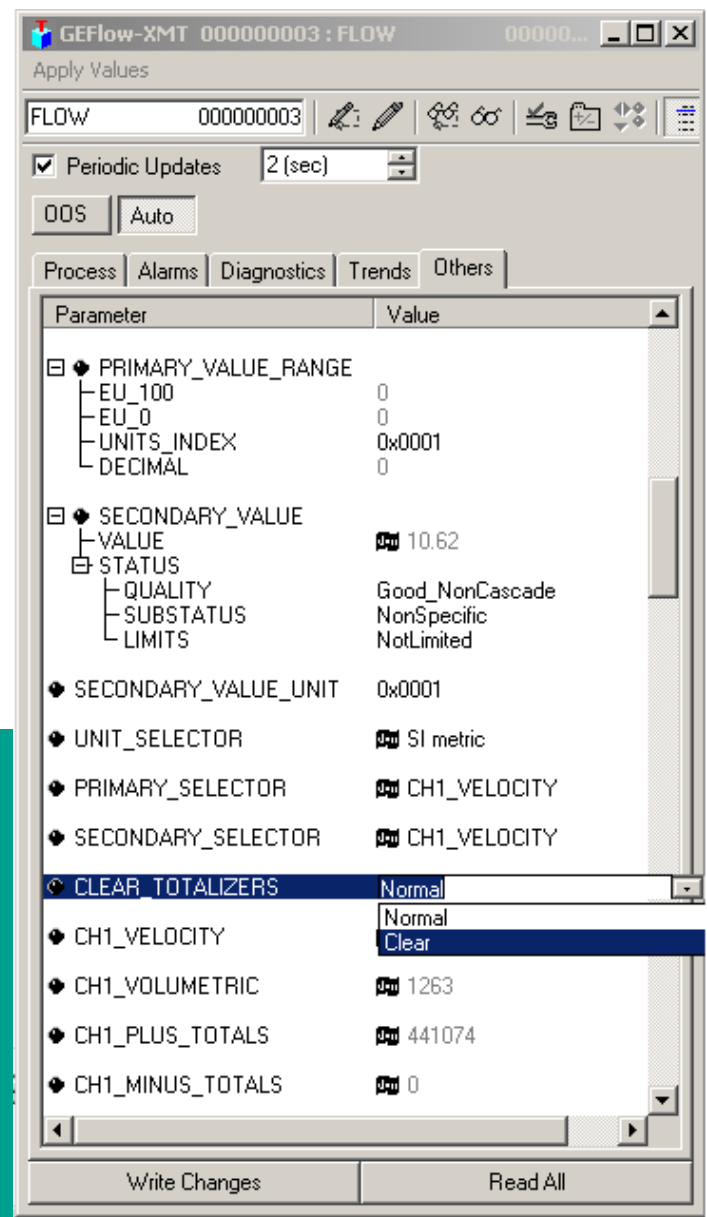 GEFlow-XMT 000000003 : FLOW 00000...
Apply Values
FLOW 000000003
Periodic Updates 2 (sec)
OOS Auto
Process Alarms Diagnostics Trends Others
Parameter Value
PRIMARY_VALUE_RANGE
EU_100 0
EU_0 0
UNITS_INDEX 0x0001
DECIMAL 0
SECONDARY_VALUE
VALUE 10.62
STATUS
QUALITY Good_NonCascade
SUBSTATUS NonSpecific
LIMITS NotLimited
SECONDARY_VALUE_UNIT 0x0001
UNIT_SELECTOR SI metric
PRIMARY_SELECTOR CH1_VELOCITY
SECONDARY_SELECTOR CH1_VELOCITY
CLEAR_TOTALIZERS Normal
Normal
CH1_VELOCITY Clear
CH1_VOLUMETRIC 1263
CH1_PLUS_TOTALS 441074
CH1_MINUS_TOTALS 0
Write Changes Read All